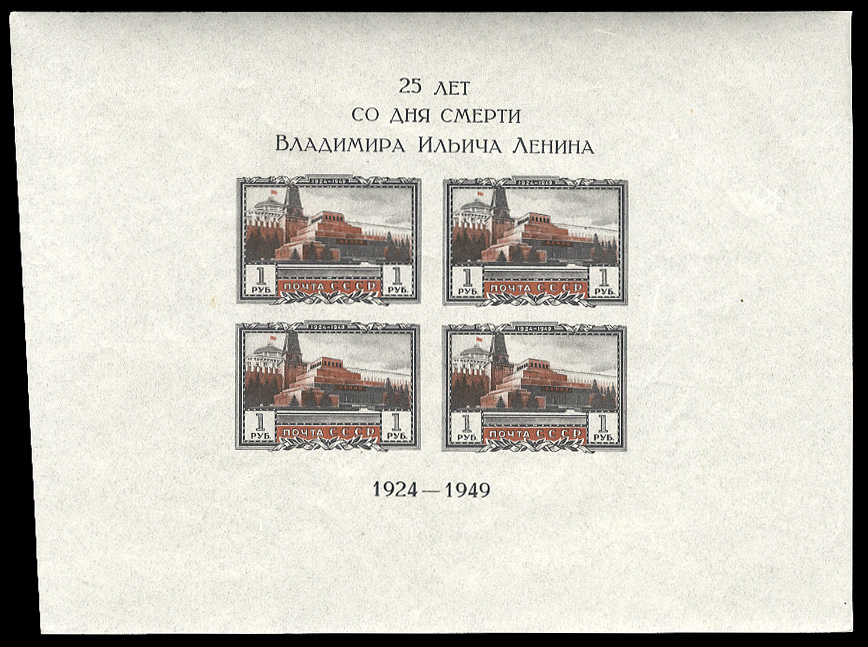 25 ЛЕТ
СО ДНЯ СМЕРТИ
ВЛАДИМИРА ИЛЬИЧА ЛЕНИНА
1924-1949
1924-1949
ЛЕНИН
ЛЕНИН
1 РУБ. ПОЧТА СССР 1 РУБ.
1 РУБ. ПОЧТА СССР 1 РУБ.
1924-1949
1924-1949
1 РУБ. ПОЧТА СССР 1 РУБ.
1 РУБ. ПОЧТА СССР 1 РУБ.
1924—1949